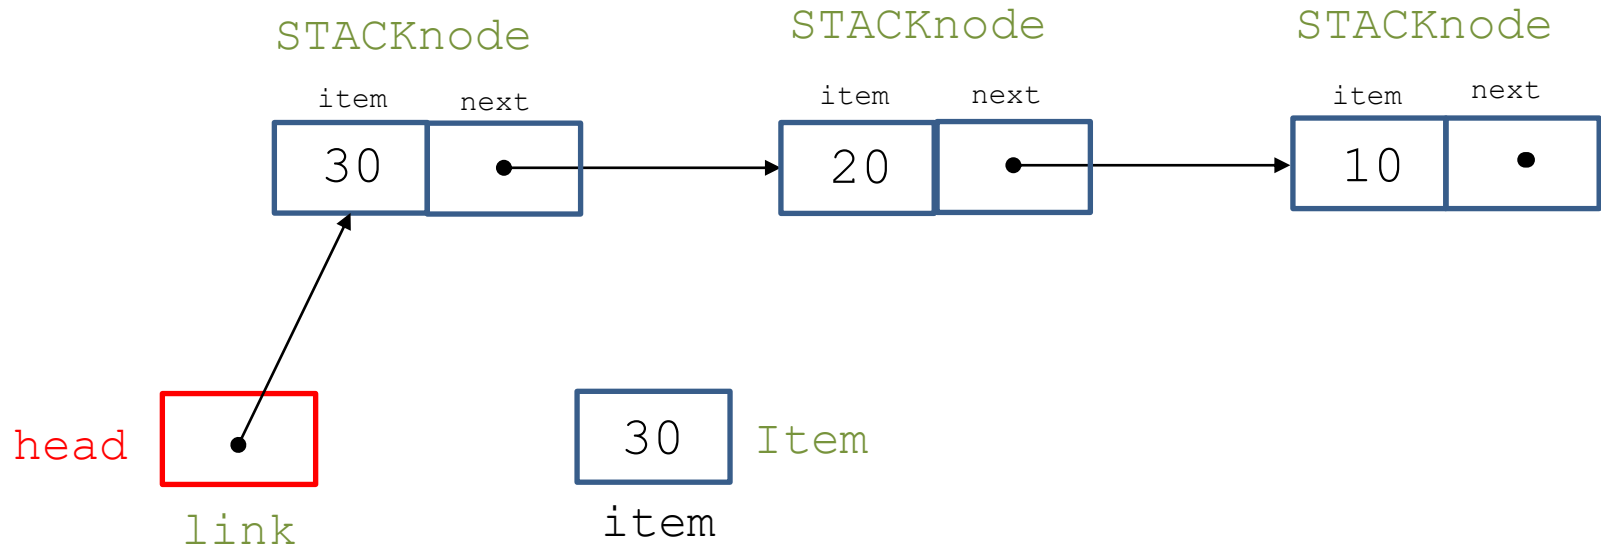 STACKnode STACKnode STACKnode
item next item next item next
30 20 10
head 30 Item
link item